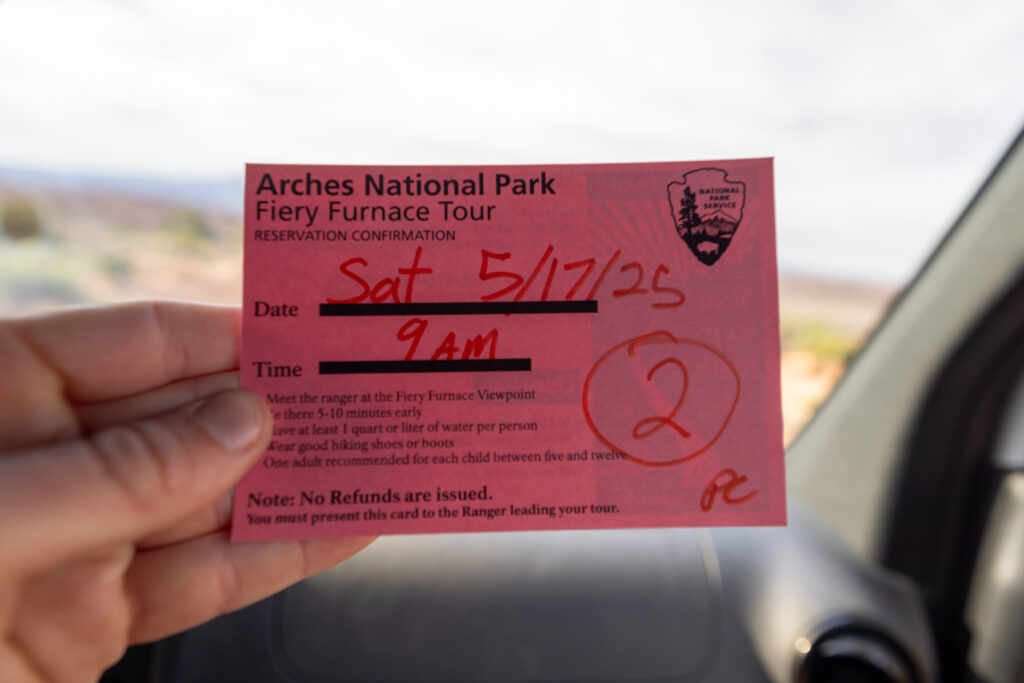 Arches National Park
Fiery Furnace Tour
RESERVATION CONFIRMATION
NATIONAL
PARK
SERVICE
Date Sat 5/17/25
Time 9 AM
2
Meet the ranger at the Fiery Furnace Viewpoint
e there 5-10 minutes early
ave at least 1 quart or liter of water per person
Wear good hiking shoes or boots
One adult recommended for each child between five and twelve
PC
Note: No Refunds are issued.
You must present this card to the Ranger leading your tour.